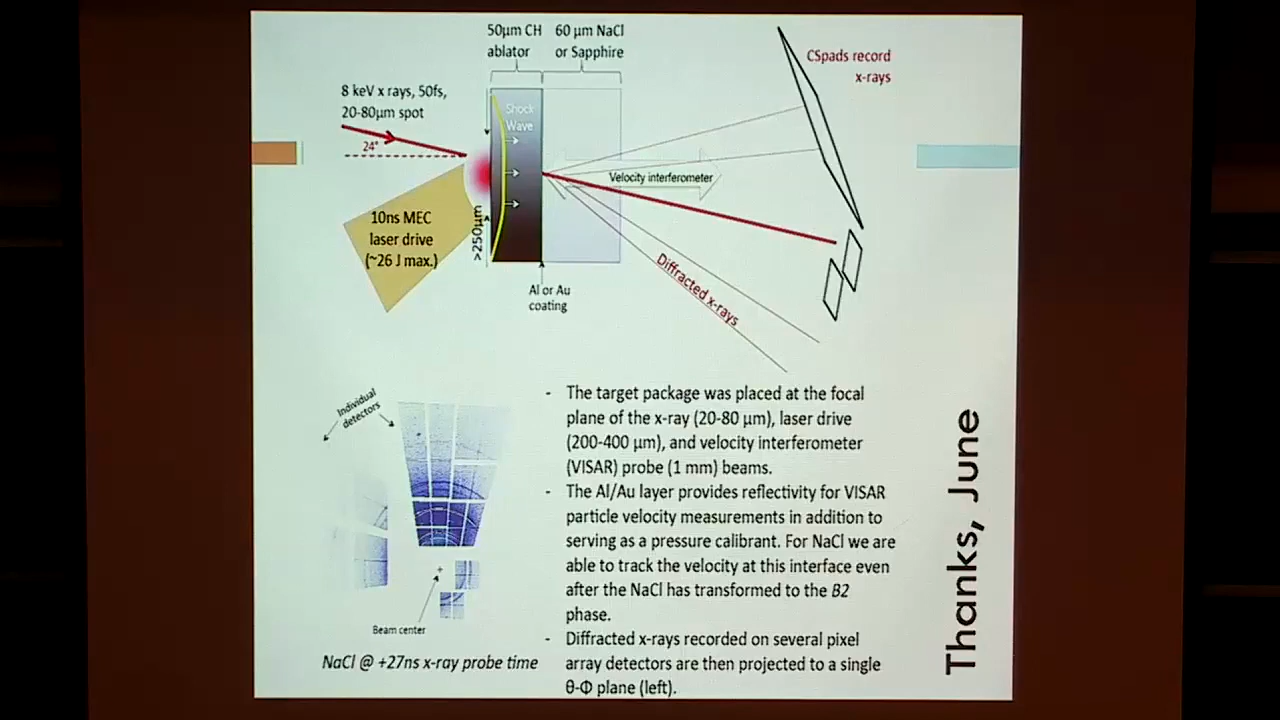 50µm CH
ablator
60 µm NaCl
or Sapphire
CSpads record
x-rays
8 keV x rays, 50fs,
20-80µm spot
24°
Shock
Wave
Velocity interferometer
10ns MEC
laser drive
(~26 J max.)
>250µm
Diffracted x-rays
Al or Au
coating
Individual
detectors
Beam center
NaCl @ +27ns x-ray probe time
- The target package was placed at the focal
plane of the x-ray (20-80 µm), laser drive
(200-400 µm), and velocity interferometer
(VISAR) probe (1 mm) beams.
- The Al/Au layer provides reflectivity for VISAR
particle velocity measurements in addition to
serving as a pressure calibrant. For NaCl we are
able to track the velocity at this interface even
after the NaCl has transformed to the B2
phase.
- Diffracted x-rays recorded on several pixel
array detectors are then projected to a single
θ-Φ plane (left).
Thanks, June